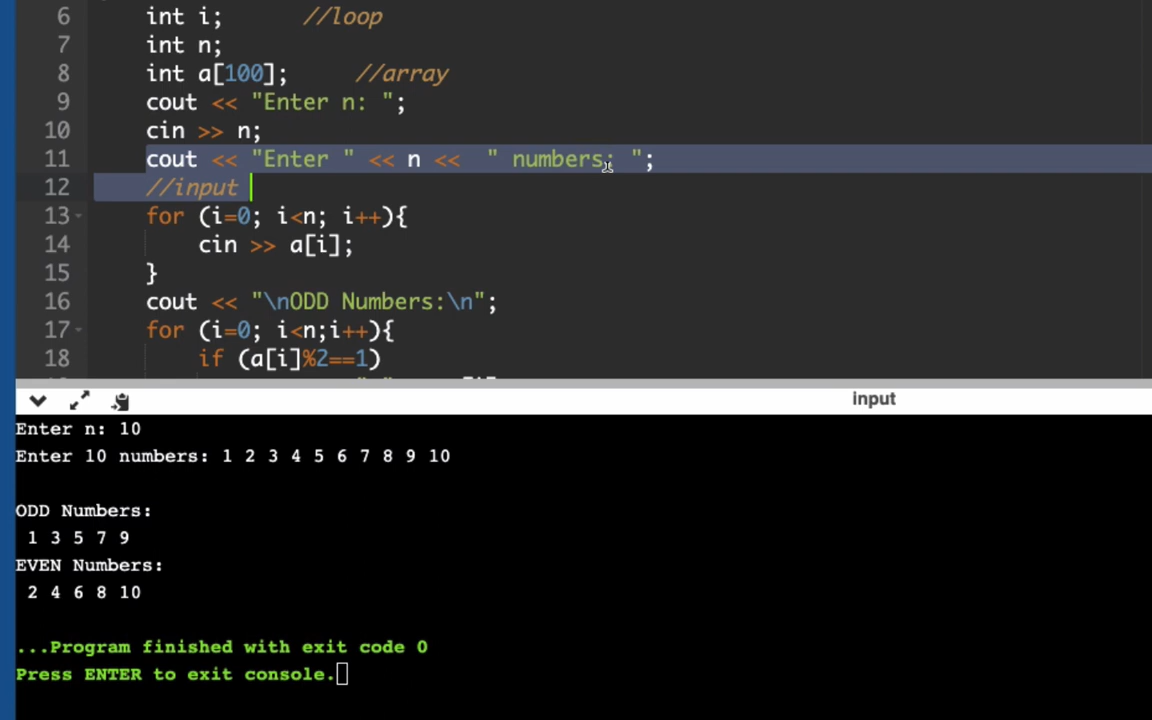 6 int i; //loop
7 int n;
8 int a[100]; //array
9 cout << "Enter n: ";
10 cin >> n;
11 cout << "Enter " << n <<  " numbers: ";
12 //input
13 for (i=0; i<n; i++){
14 cin >> a[i];
15 }
16 cout << "\nODD Numbers:\n";
17 for (i=0; i<n;i++){
18 if (a[i]%2==1)
input
Enter n: 10
Enter 10 numbers: 1 2 3 4 5 6 7 8 9 10
ODD Numbers:
1 3 5 7 9
EVEN Numbers:
2 4 6 8 10
...Program finished with exit code 0
Press ENTER to exit console.